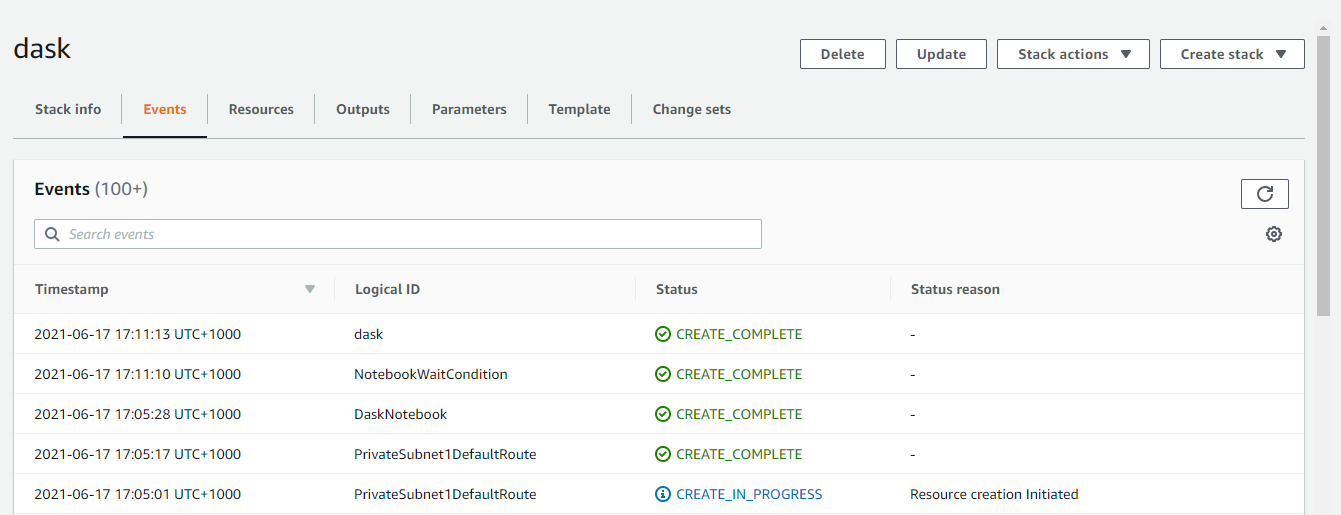 dask
Delete Update Stack actions Create stack
Stack info Events Resources Outputs Parameters Template Change sets
Events (100+)
Search events
Timestamp Logical ID Status Status reason
2021-06-17 17:11:13 UTC+1000 dask CREATE_COMPLETE -
2021-06-17 17:11:10 UTC+1000 NotebookWaitCondition CREATE_COMPLETE -
2021-06-17 17:05:28 UTC+1000 DaskNotebook CREATE_COMPLETE -
2021-06-17 17:05:17 UTC+1000 PrivateSubnet1DefaultRoute CREATE_COMPLETE -
2021-06-17 17:05:01 UTC+1000 PrivateSubnet1DefaultRoute CREATE_IN_PROGRESS Resource creation Initiated